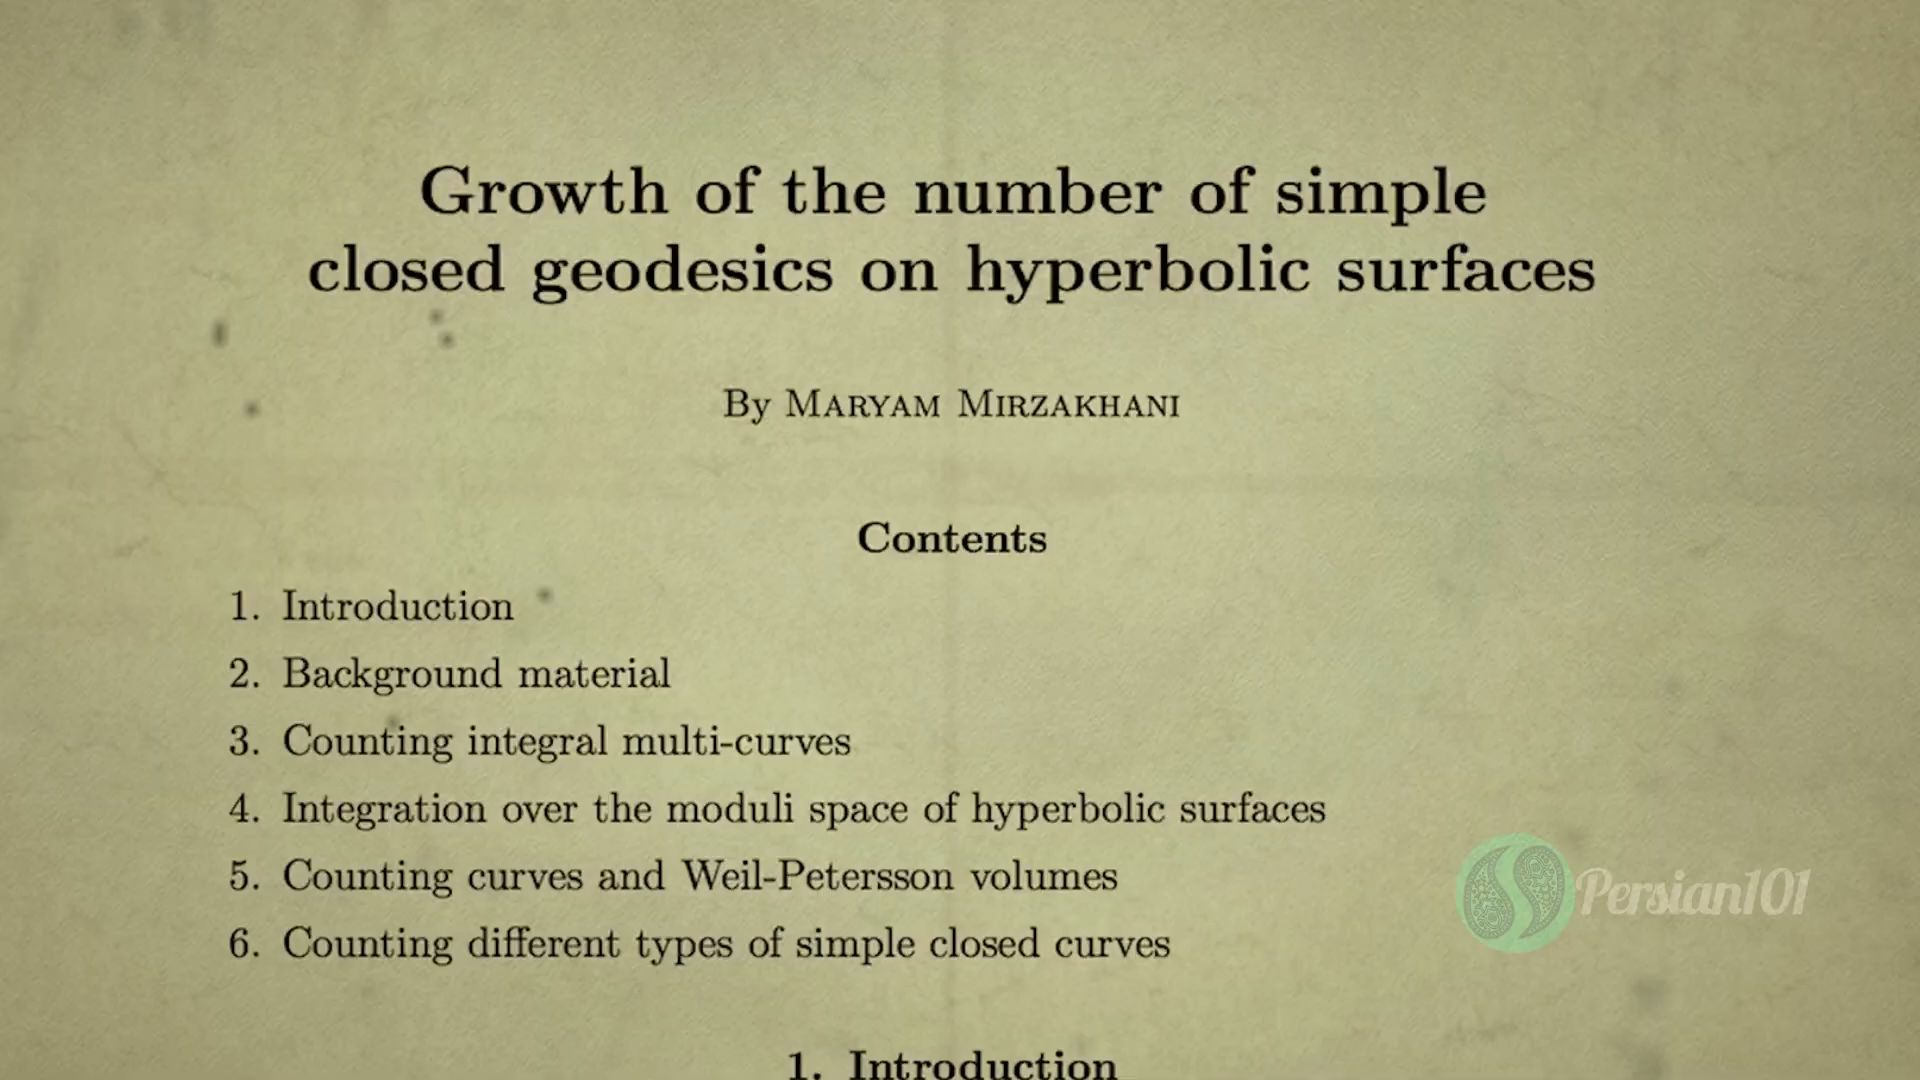 Growth of the number of simple
closed geodesics on hyperbolic surfaces
By MARYAM MIRZAKHANI
Contents
1. Introduction
2. Background material
3. Counting integral multi-curves
4. Integration over the moduli space of hyperbolic surfaces
5. Counting curves and Weil-Petersson volumes
6. Counting different types of simple closed curves
Persian101
1. Introduction